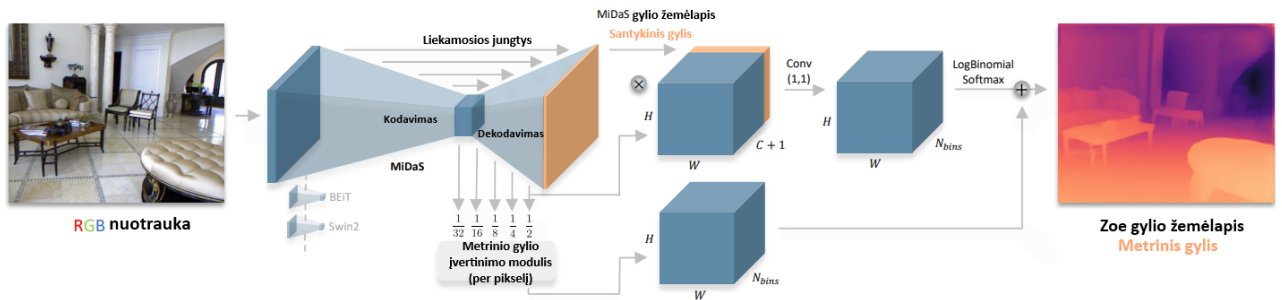 RGB nuotrauka
Liekamosios jungtys
Kodavimas
Dekodavimas
MiDaS
BEiT
Swin2
1/32 1/16 1/8 1/4 1/2
Metrinio gylio
įvertinimo modulis
(per pikselį)
MiDaS gylio žemėlapis
Santykinis gylis
H
W
C + 1
Conv
(1,1)
H
W
N_bins
LogBinomial
Softmax
H
W
N_bins
Zoe gylio žemėlapis
Metrinis gylis